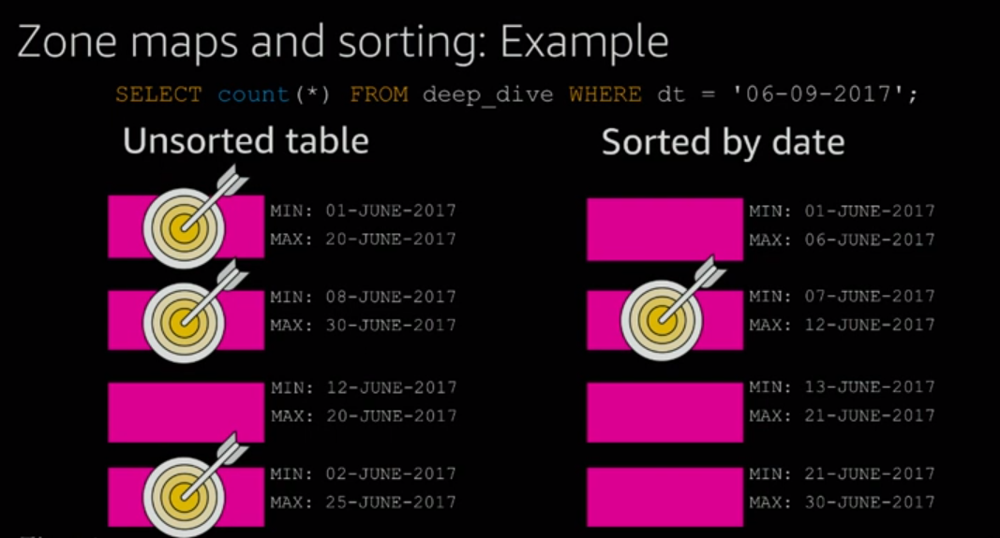 Zone maps and sorting: Example
SELECT count(*) FROM deep_dive WHERE dt = '06-09-2017';
Unsorted table
MIN: 01-JUNE-2017
MAX: 20-JUNE-2017
MIN: 08-JUNE-2017
MAX: 30-JUNE-2017
MIN: 12-JUNE-2017
MAX: 20-JUNE-2017
MIN: 02-JUNE-2017
MAX: 25-JUNE-2017
Sorted by date
MIN: 01-JUNE-2017
MAX: 06-JUNE-2017
MIN: 07-JUNE-2017
MAX: 12-JUNE-2017
MIN: 13-JUNE-2017
MAX: 21-JUNE-2017
MIN: 21-JUNE-2017
MAX: 30-JUNE-2017